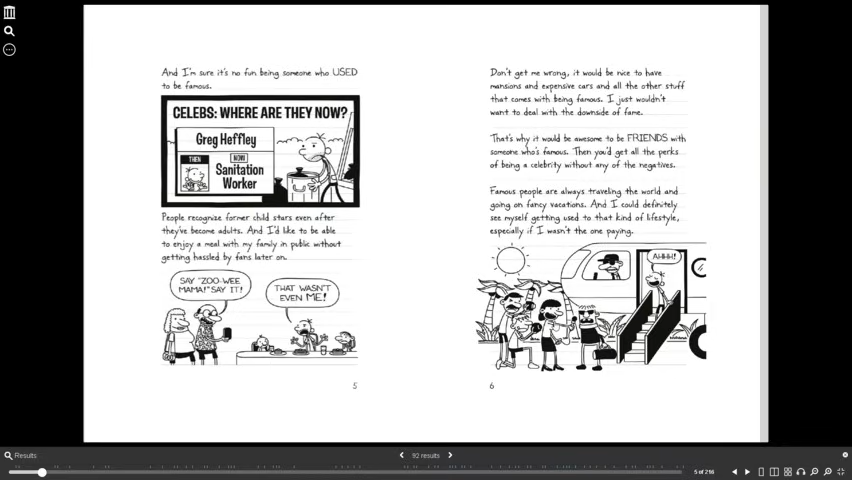 And I'm sure it's no fun being someone who USED
to be famous.
CELEBS: WHERE ARE THEY NOW?
Greg Heffley
THEN
NOW
Sanitation
Worker
People recognize former child stars even after
they've become adults. And I'd like to be able
to enjoy a meal with my family in public without
getting hassled by fans later on.
SAY "ZOO-WEE
MAMA!" SAY IT!
THAT WASN'T
EVEN ME!
5
Don't get me wrong, it would be nice to have
mansions and expensive cars and all the other stuff
that comes with being famous. I just wouldn't
want to deal with the downside of fame.
That's why it would be awesome to be FRIENDS with
someone who's famous. Then you'd get all the perks
of being a celebrity without any of the negatives.
Famous people are always traveling the world and
going on fancy vacations. And I could definitely
see myself getting used to that kind of lifestyle,
especially if I wasn't the one paying.
AHHH!
6
Results
92 results
5 of 216